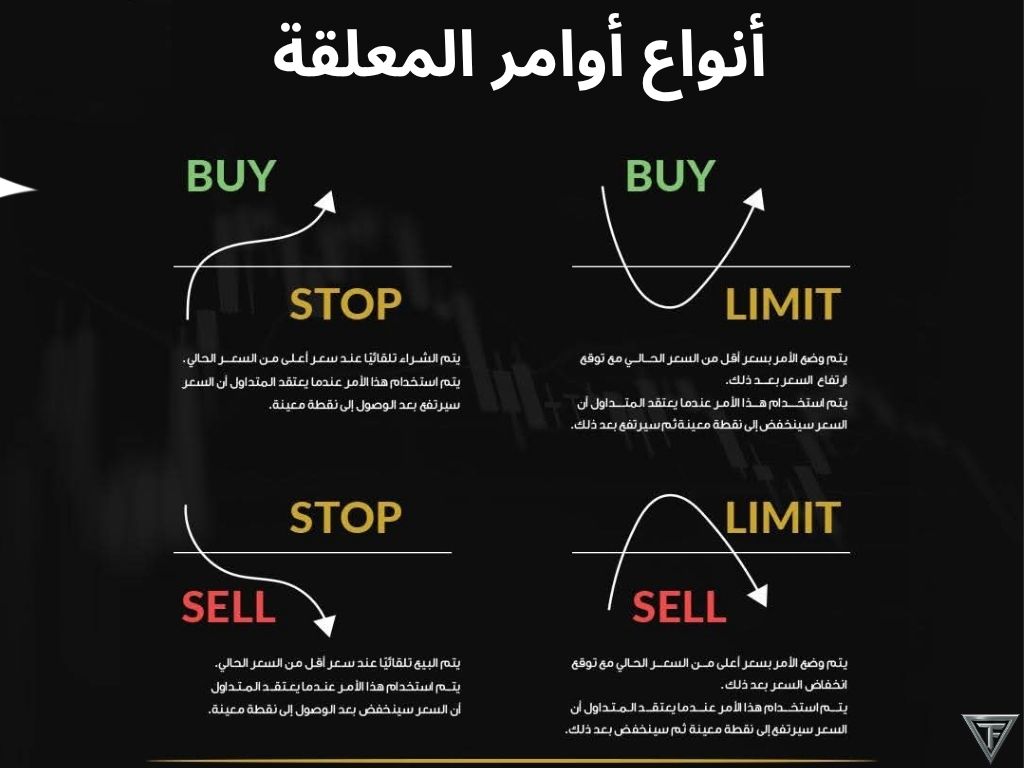 أنواع أوامر المعلقة
BUY
LIMIT
يتم وضع الأمر بسعر أقل من السعر الحالي مع توقع
ارتفاع السعر بعد ذلك.
يتم استخدام هذا الأمر عندما يعتقد المتداول أن
السعر سينخفض إلى نقطة معينة ثم سيرتفع بعد ذلك.
BUY
STOP
يتم الشراء تلقائيًا عند سعر أعلى من السعر الحالي.
يتم استخدام هذا الأمر عندما يعتقد المتداول أن السعر
سيرتفع بعد الوصول إلى نقطة معينة.
LIMIT
SELL
يتم وضع الأمر بسعر أعلى من السعر الحالي مع توقع
انخفاض السعر بعد ذلك.
يتم استخدام هذا الأمر عندما يعتقد المتداول أن
السعر سيرتفع إلى نقطة معينة ثم سينخفض بعد ذلك.
STOP
SELL
يتم البيع تلقائيًا عند سعر أقل من السعر الحالي.
يتم استخدام هذا الأمر عندما يعتقد المتداول
أن السعر سينخفض بعد الوصول إلى نقطة معينة.